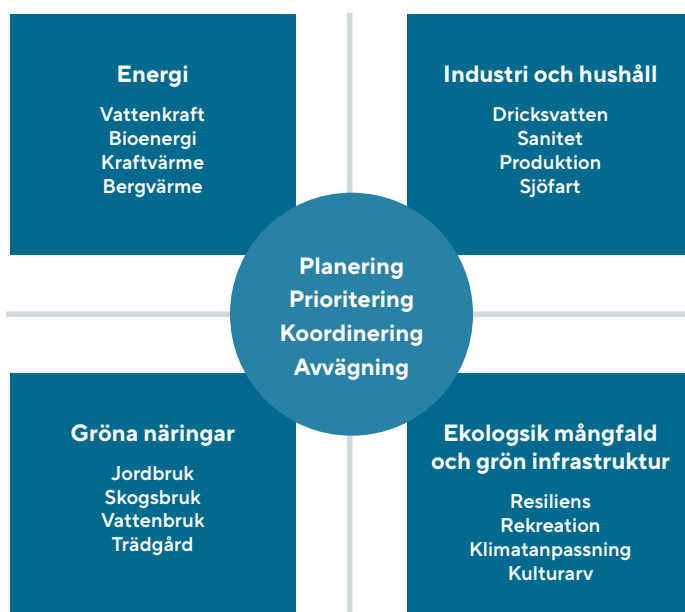 Energi
Vattenkraft
Bioenergi
Kraftvärme
Bergvärme
Industri och hushåll
Dricksvatten
Sanitet
Produktion
Sjöfart
Planering
Prioritering
Koordinering
Avvägning
Gröna näringar
Jordbruk
Skogsbruk
Vattenbruk
Trädgård
Ekologsik mångfald
och grön infrastruktur
Resiliens
Rekreation
Klimatanpassning
Kulturarv